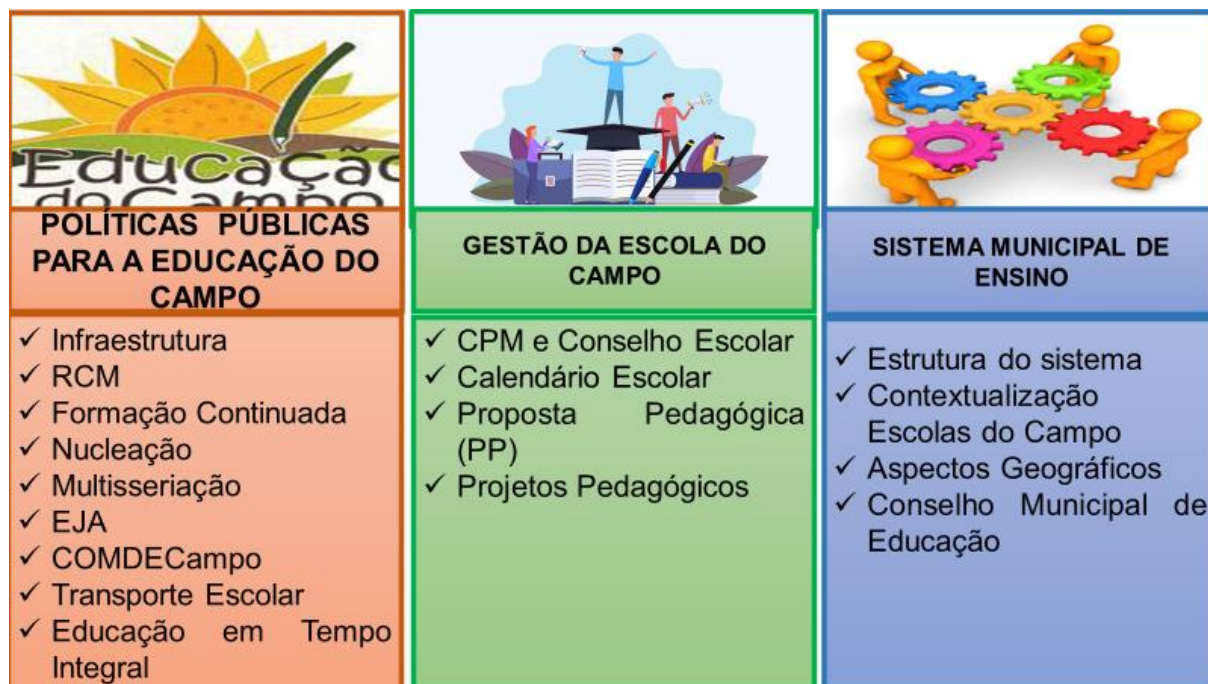 Educação
do Campo
POLÍTICAS PÚBLICAS
PARA A EDUCAÇÃO DO
CAMPO
✓ Infraestrutura
✓ RCM
✓ Formação Continuada
✓ Nucleação
✓ Multisseriação
✓ EJA
✓ COMDECampo
✓ Transporte Escolar
✓ Educação em Tempo
Integral
GESTÃO DA ESCOLA DO
CAMPO
✓ CPM e Conselho Escolar
✓ Calendário Escolar
✓ Proposta Pedagógica
(PP)
✓ Projetos Pedagógicos
SISTEMA MUNICIPAL DE
ENSINO
✓ Estrutura do sistema
✓ Contextualização
Escolas do Campo
✓ Aspectos Geográficos
✓ Conselho Municipal de
Educação